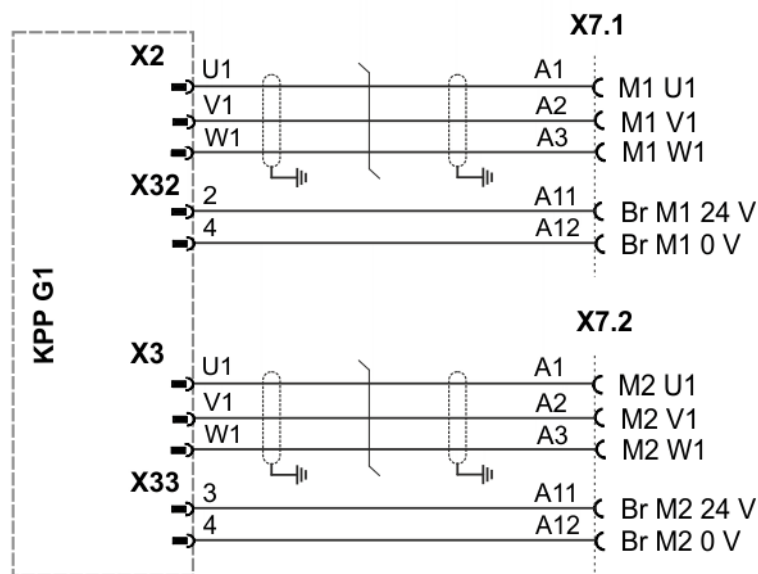 X7.1
X2
U1 A1 M1 U1
V1 A2 M1 V1
W1 A3 M1 W1
X32
2 A11 Br M1 24 V
4 A12 Br M1 0 V
KPP G1
X7.2
X3
U1 A1 M2 U1
V1 A2 M2 V1
W1 A3 M2 W1
X33
3 A11 Br M2 24 V
4 A12 Br M2 0 V